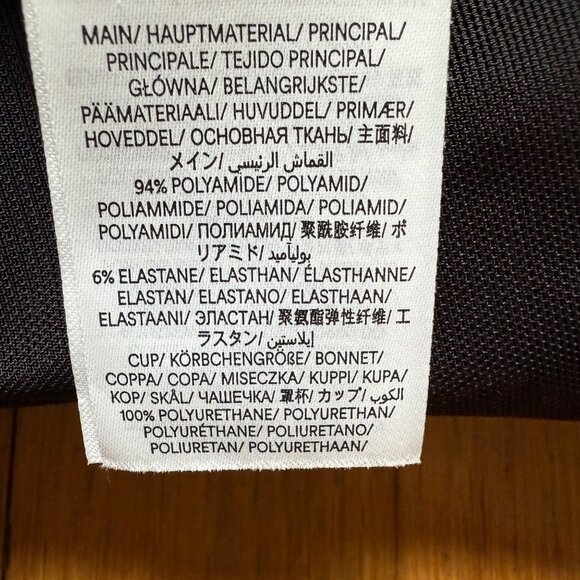 MAIN/ HAUPTMATERIAL/ PRINCIPAL/
PRINCIPALE/ TEJIDO PRINCIPAL/
GŁÓWNA/ BELANGRIJKSTE/
PÄÄMATERIAALI/ HUVUDDEL/ PRIMÆR/
HOVEDDEL/ ОСНОВНАЯ ТКАНЬ/ 主面料/
メイン/ القماش الرئيسي/
94% POLYAMIDE/ POLYAMID/
POLIAMMIDE/ POLIAMIDA/ POLIAMID/
POLYAMIDI/ ПОЛИАМИД/ 聚酰胺纤维/ ポ
リアミド/ بولياميد/
6% ELASTANE/ ELASTHAN/ ÉLASTHANNE/
ELASTAN/ ELASTANO/ ELASTHAAN/
ELASTAANI/ ЭЛАСТАН/ 聚氨酯弹性纤维/ エ
ラスタン/ إيلاستين/
CUP/ KÖRBCHENGRÖßE/ BONNET/
COPPA/ COPA/ MISECZKA/ KUPPI/ KUPA/
KOP/ SKÅL/ ЧАШЕЧКА/ 罩杯/ カップ/ الكوب/
100% POLYURETHANE/ POLYURETHAN/
POLYURÉTHANE/ POLIURETANO/
POLIURETAN/ POLYURETHAAN/